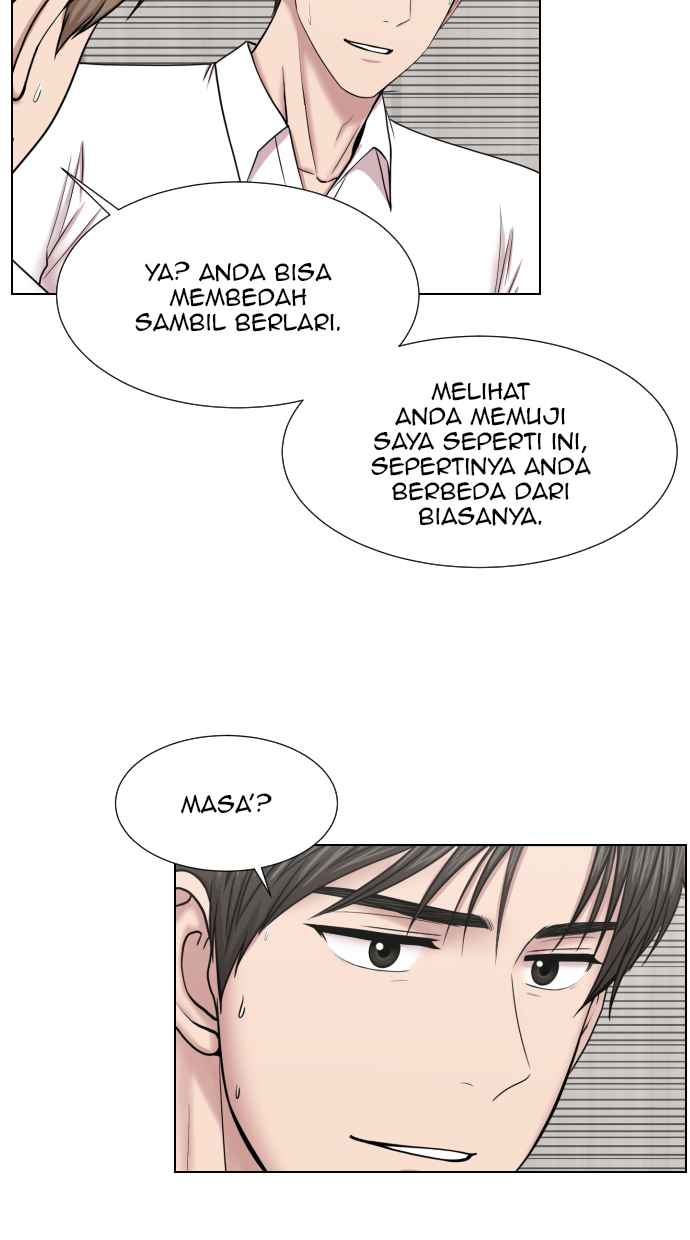 YA? ANDA BISA
MEMBEDAH
SAMBIL BERLARI.
MELIHAT
ANDA MEMUJI
SAYA SEPERTI INI,
SEPERTINYA ANDA
BERBEDA DARI
BIASANYA.
MASA'?